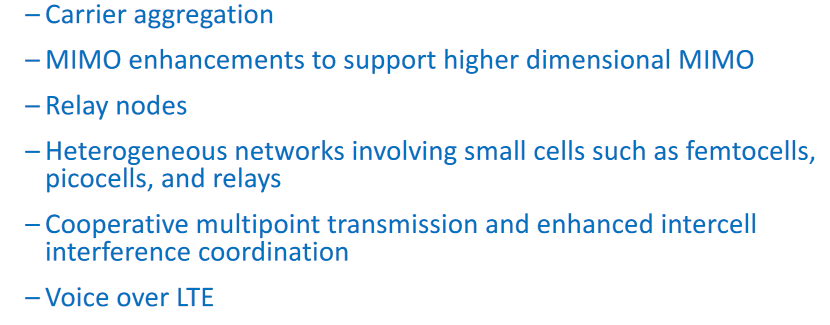 – Carrier aggregation
– MIMO enhancements to support higher dimensional MIMO
– Relay nodes
– Heterogeneous networks involving small cells such as femtocells,
picocells, and relays
– Cooperative multipoint transmission and enhanced intercell
interference coordination
– Voice over LTE